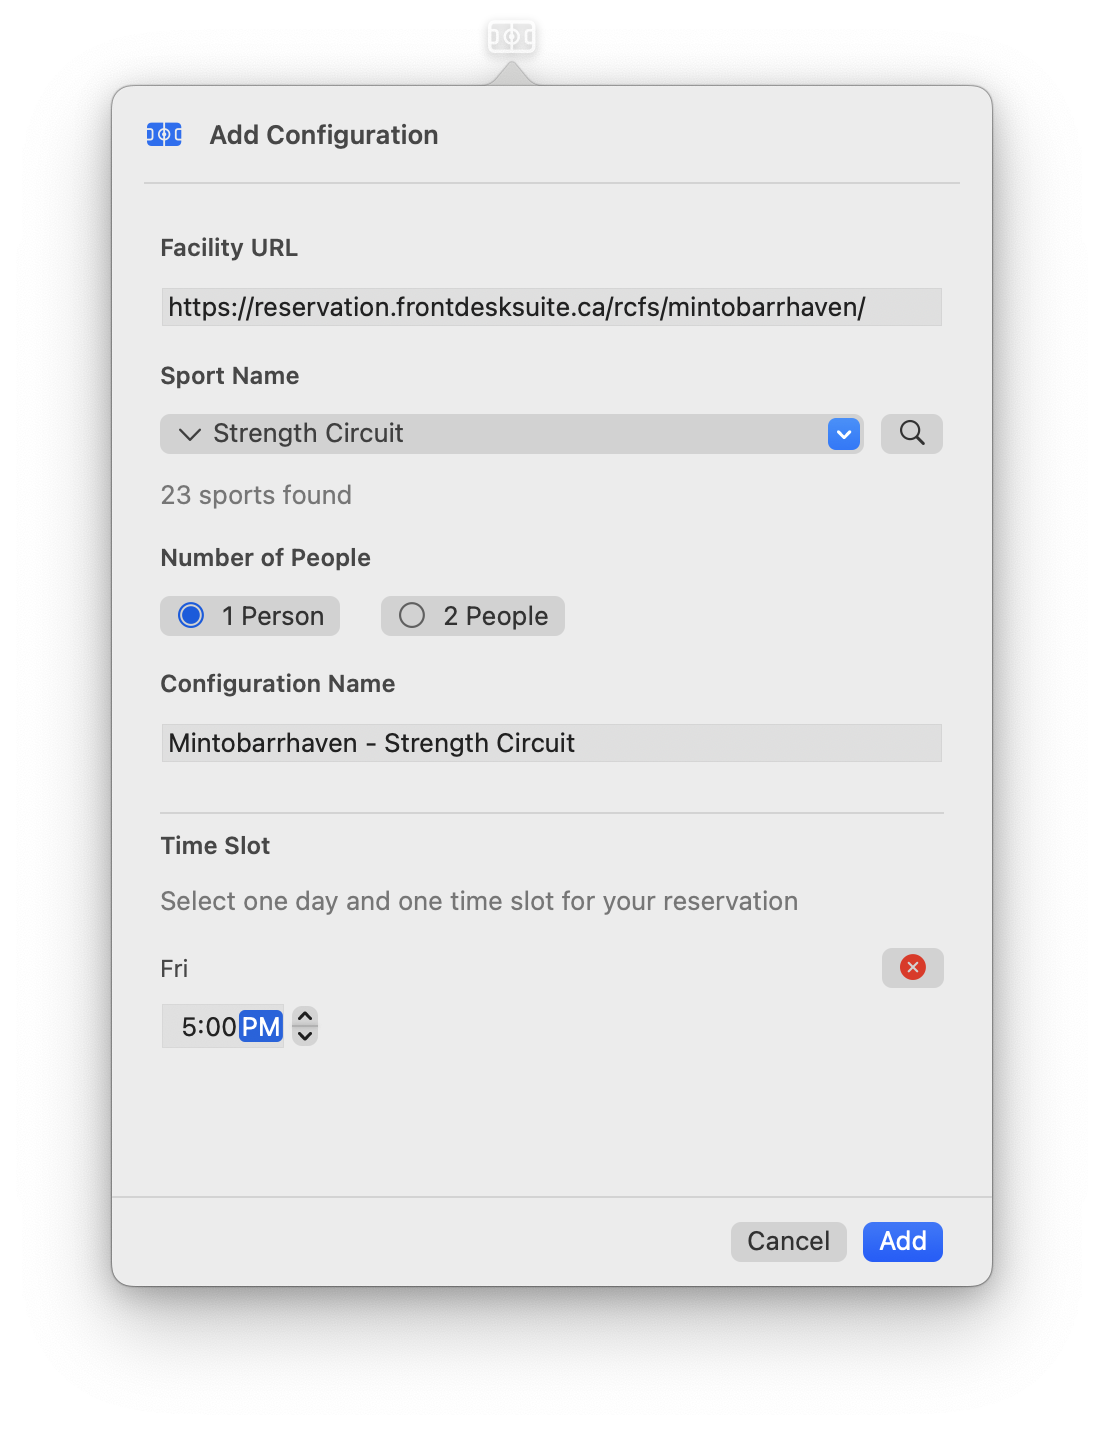 Add Configuration
Facility URL
https://reservation.frontdesksuite.ca/rcfs/mintobarrhaven/
Sport Name
Strength Circuit
23 sports found
Number of People
1 Person 2 People
Configuration Name
Mintobarrhaven - Strength Circuit
Time Slot
Select one day and one time slot for your reservation
Fri
5:00 PM
Cancel Add